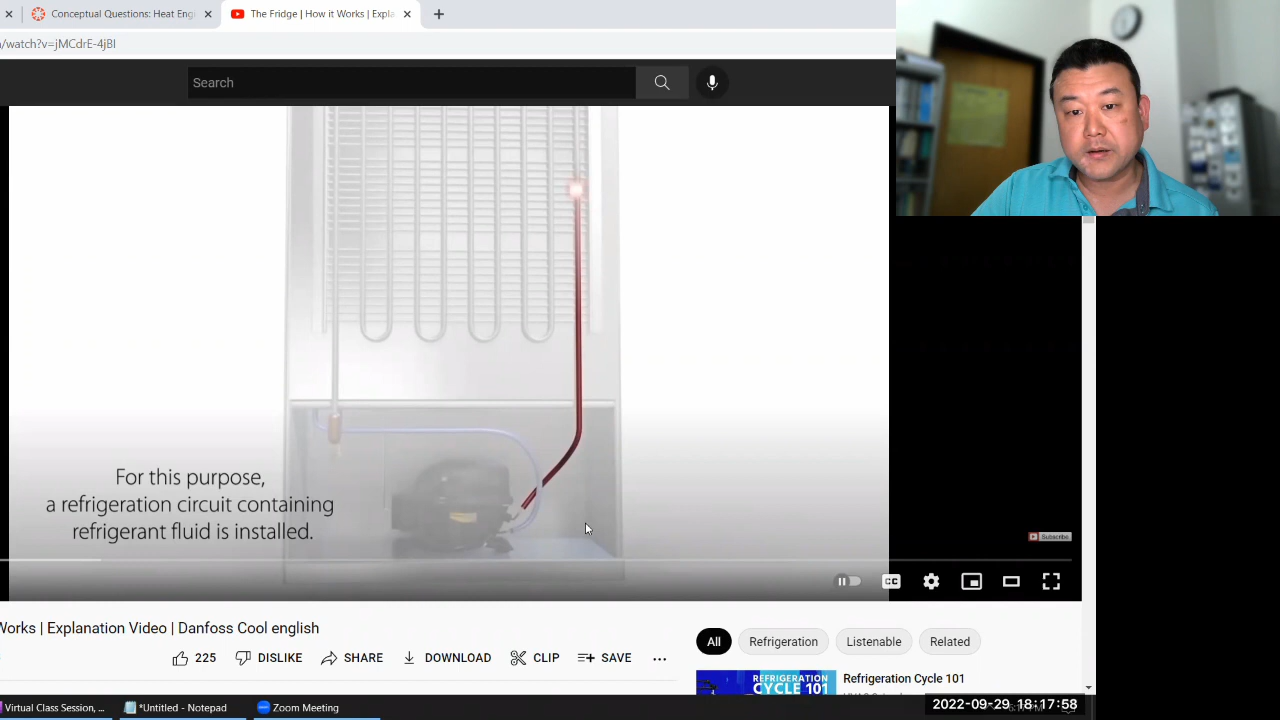 Conceptual Questions: Heat Eng
The Fridge | How it Works | Expla
/watch?v=jMCdrE-4jBI
Search
For this purpose,
a refrigeration circuit containing
refrigerant fluid is installed.
Subscribe
CC
Works | Explanation Video | Danfoss Cool english
225
DISLIKE
SHARE
DOWNLOAD
CLIP
SAVE
All
Refrigeration
Listenable
Related
REFRIGERATION
CYCLE 101
Refrigeration Cycle 101
Virtual Class Session, ...
*Untitled - Notepad
Zoom Meeting
2022-09-29 18:17:58